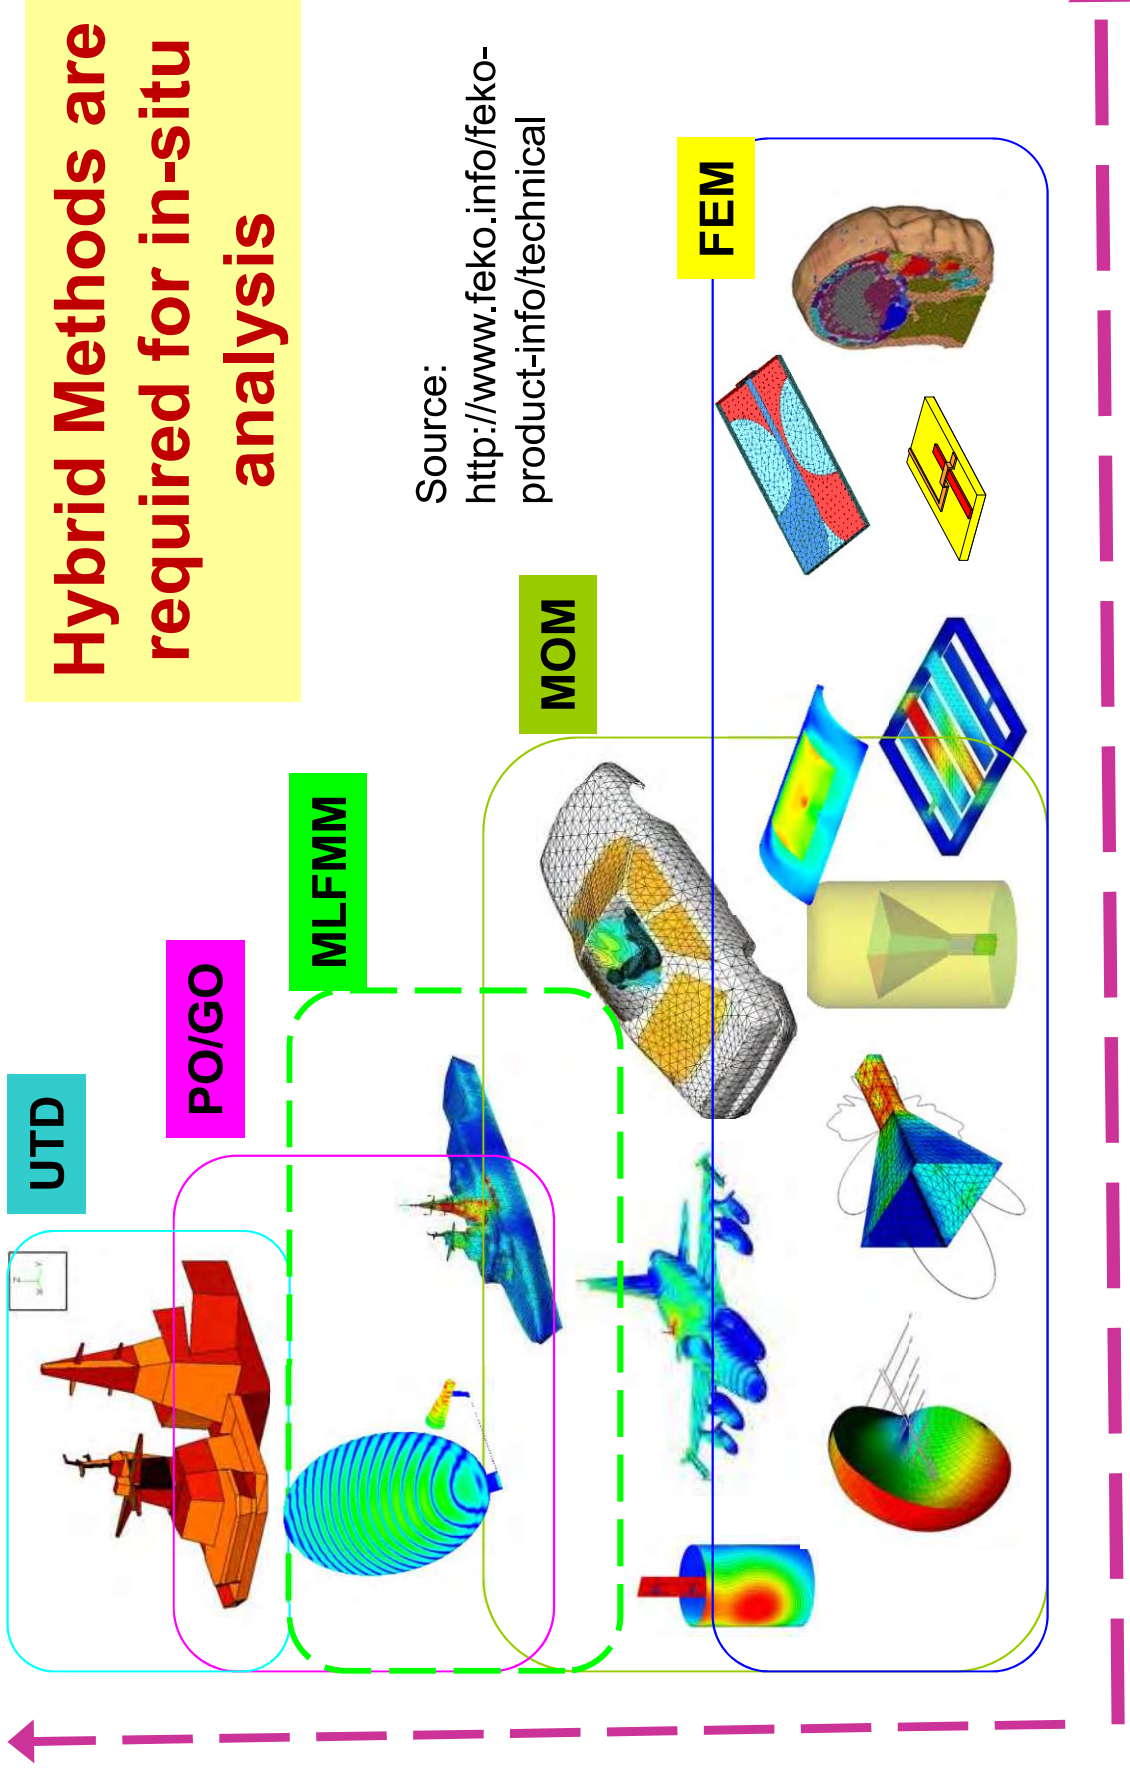 Hybrid Methods are
required for in-situ
analysis
Source:
http://www.feko.info/feko-
product-info/technical
UTD
PO/GO
MLFMM
MOM
FEM
Z
Y
X